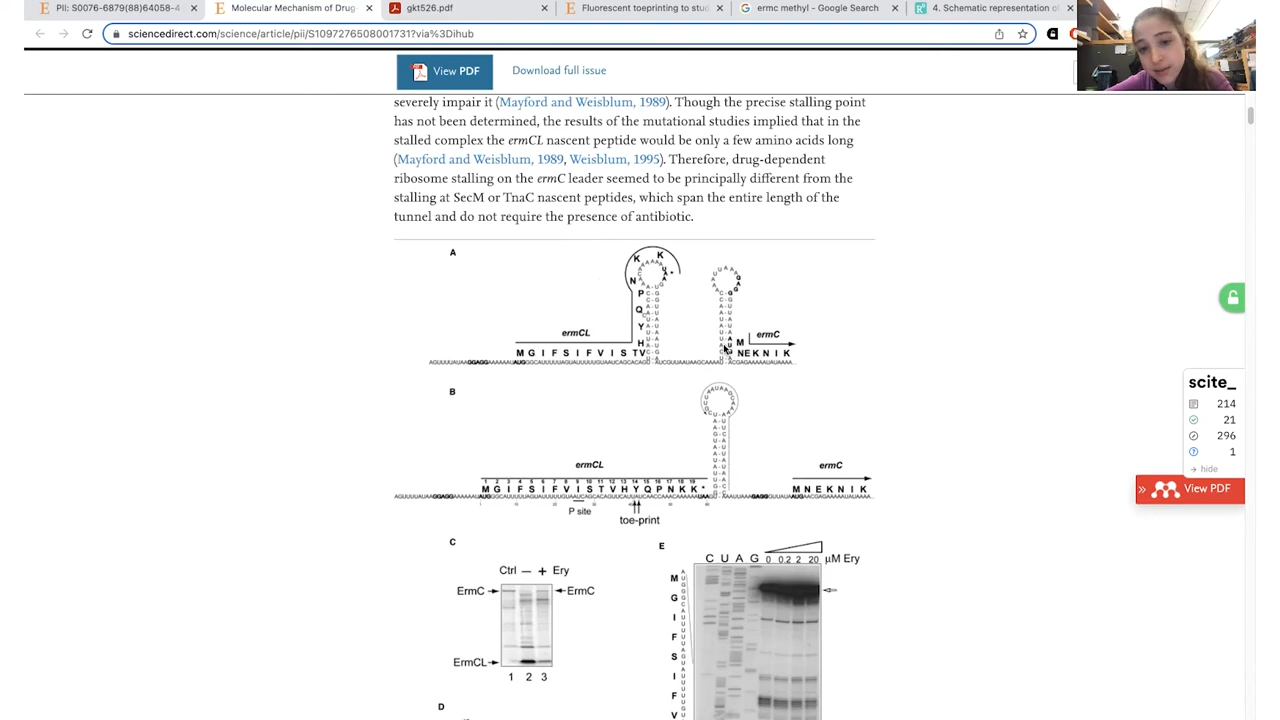 PII: S0076-6879(88)64058-4
Molecular Mechanism of Drug-
gkt526.pdf
Fluorescent toeprinting to stud
ermc methyl - Google Search
4. Schematic representation of
sciencedirect.com/science/article/pii/S1097276508001731?via%3Dihub
View PDF
Download full issue
severely impair it (Mayford and Weisblum, 1989). Though the precise stalling point
has not been determined, the results of the mutational studies implied that in the
stalled complex the ermCL nascent peptide would be only a few amino acids long
(Mayford and Weisblum, 1989, Weisblum, 1995). Therefore, drug-dependent
ribosome stalling on the ermC leader seemed to be principally different from the
stalling at SecM or TnaC nascent peptides, which span the entire length of the
tunnel and do not require the presence of antibiotic.
A
K K
N
P
Q
Y
H
ermCL
ermC
M G I F S I F V I S T V
M
N E K N I K
B
ermCL
ermC
M G I F S I F V I S T V H Y Q P N K K *
M N E K N I K
P site
toe-print
C
E
C U A G 0 0.2 2 20 μM Ery
Ctrl − + Ery
ErmC
ErmC
ErmCL
1 2 3
M
G
I
F
S
I
F
V
D
scite_
214
21
296
1
hide
View PDF